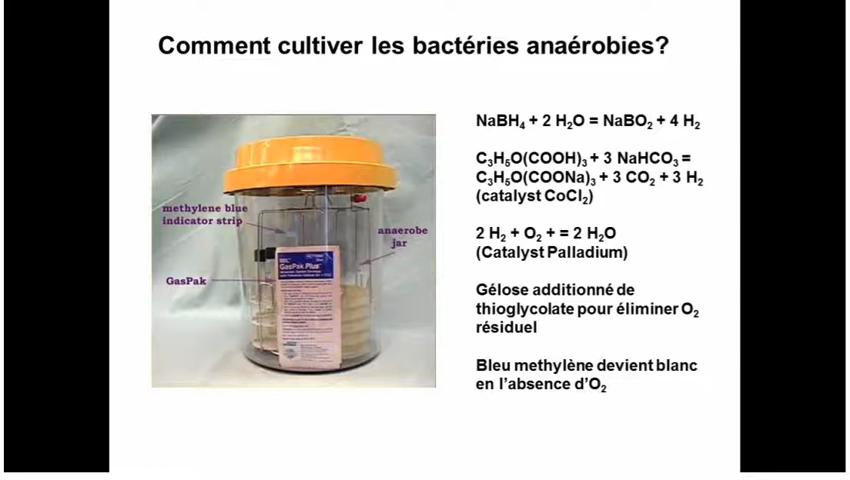 Comment cultiver les bactéries anaérobies?
NaBH₄ + 2 H₂O = NaBO₂ + 4 H₂
C₃H₅O(COOH)₃ + 3 NaHCO₃ =
C₃H₅O(COONa)₃ + 3 CO₂ + 3 H₂
(catalyst CoCl₂)
2 H₂ + O₂ + = 2 H₂O
(Catalyst Palladium)
Gélose additionné de
thioglycolate pour éliminer O₂
résiduel
Bleu methylène devient blanc
en l’absence d’O₂
methylene blue
indicator strip
anaerobe
jar
GasPak
BBL
GasPak Plus